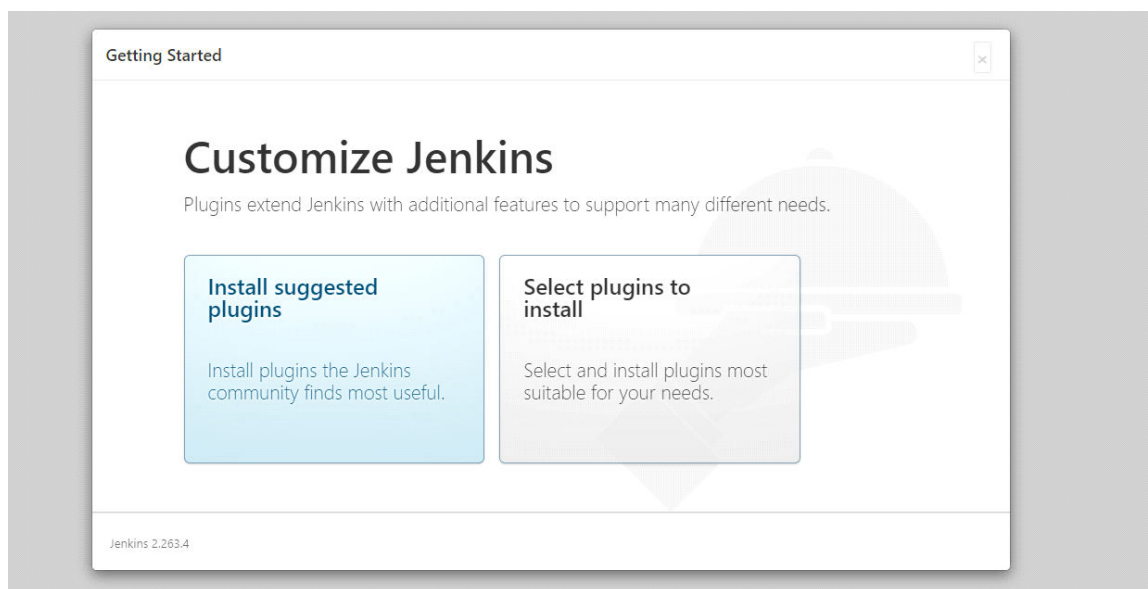 Getting Started
×
Customize Jenkins
Plugins extend Jenkins with additional features to support many different needs.
Install suggested
plugins
Install plugins the Jenkins
community finds most useful.
Select plugins to
install
Select and install plugins most
suitable for your needs.
Jenkins 2.263.4